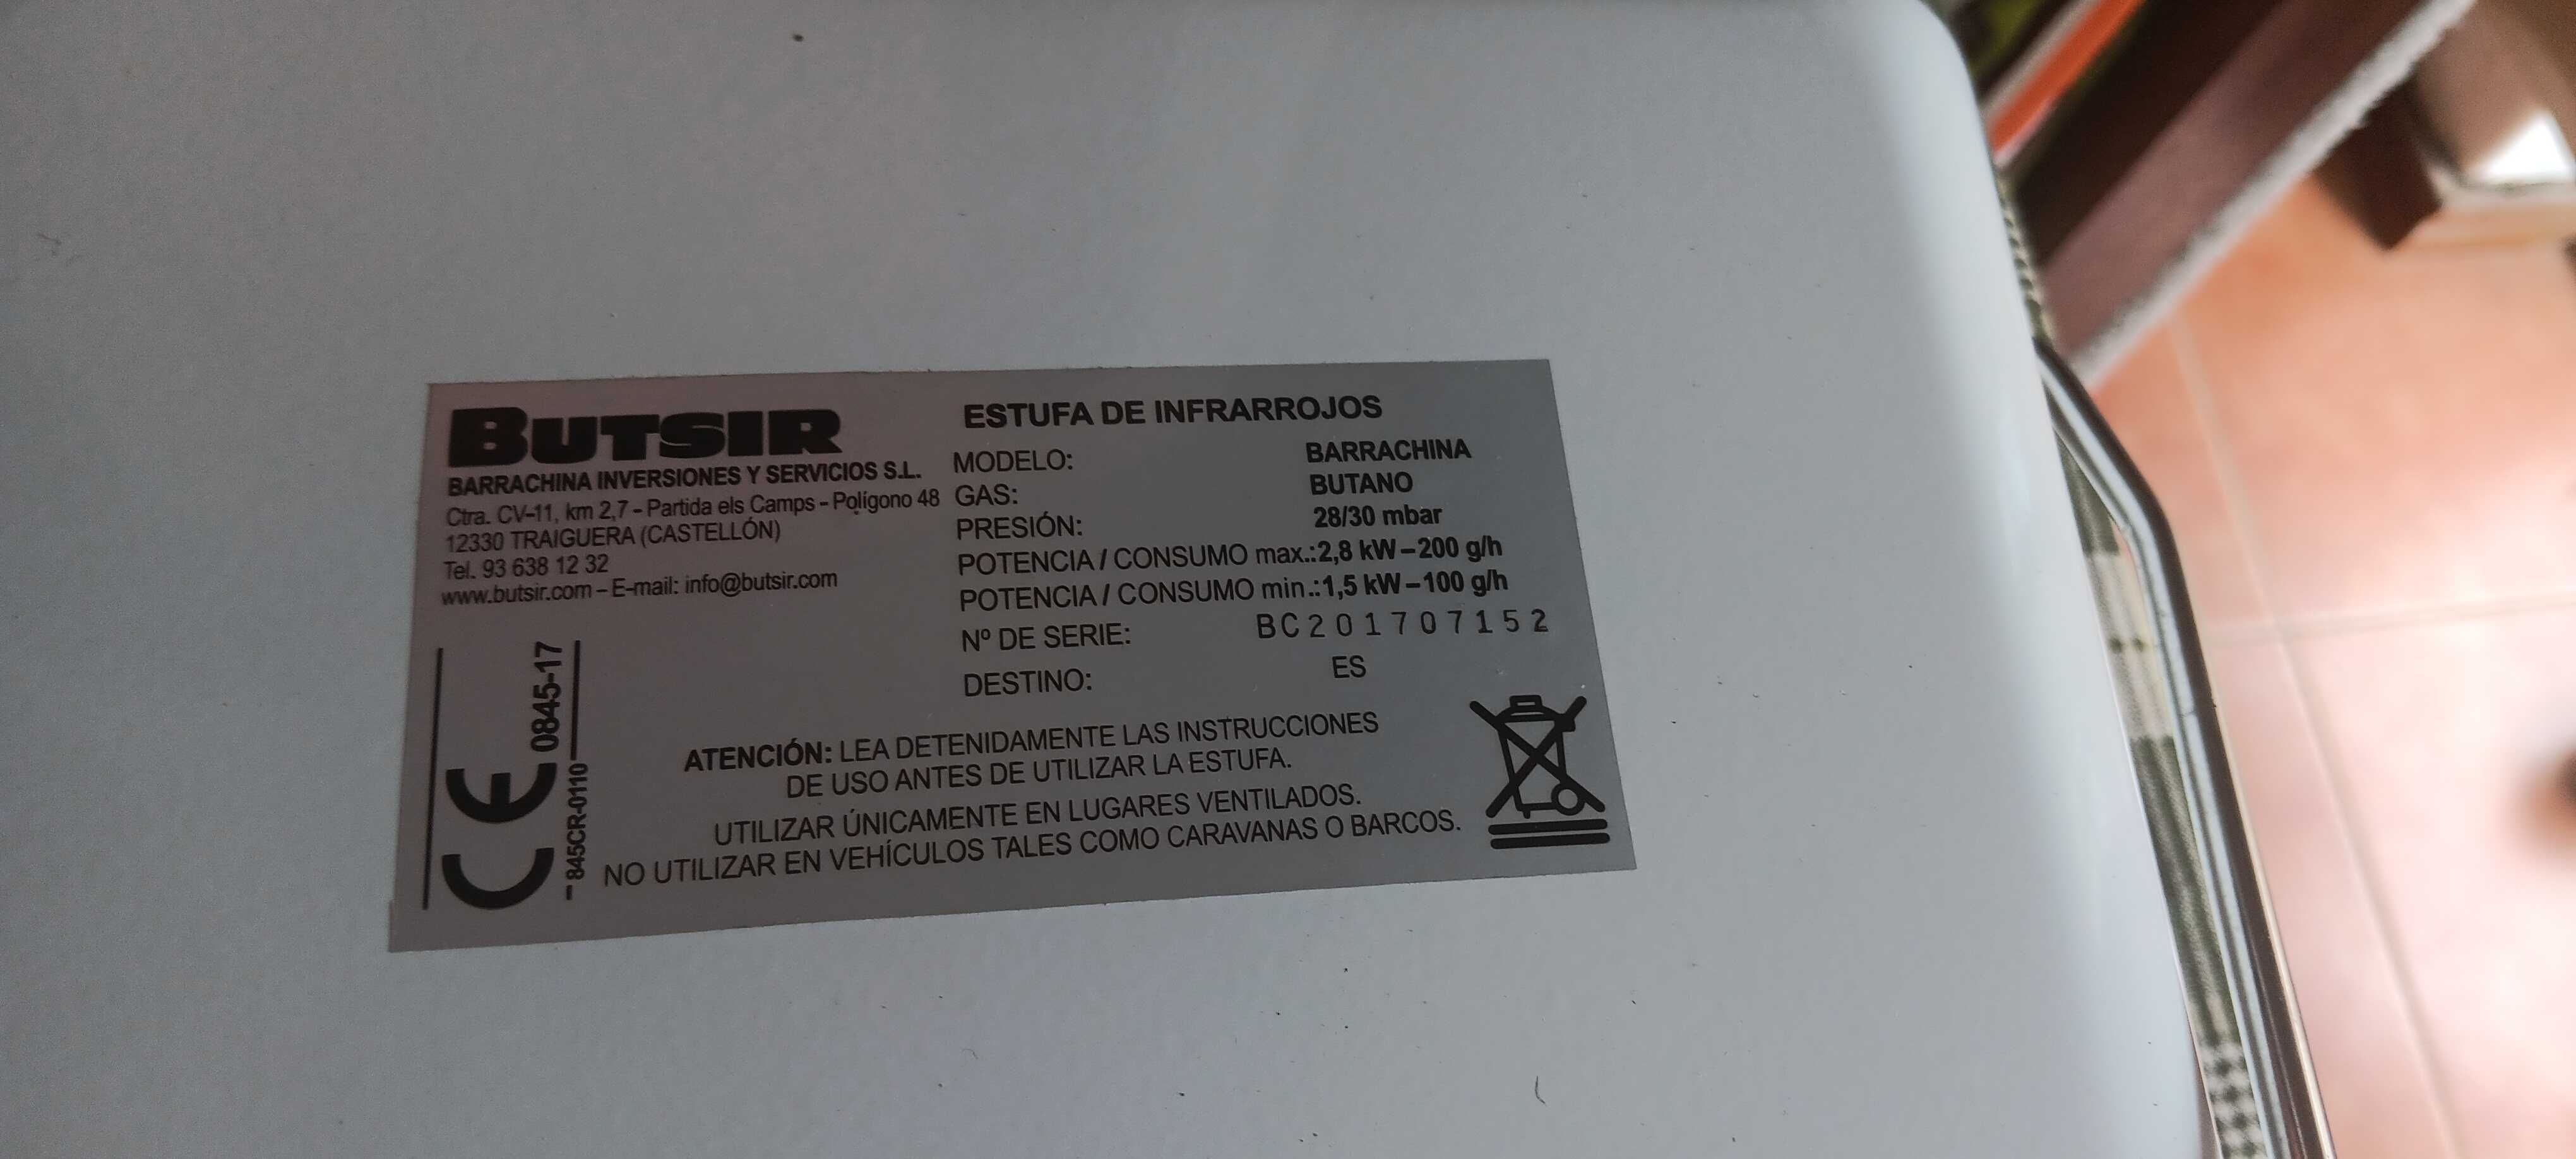 BUTSIR
BARRACHINA INVERSIONES Y SERVICIOS S.L.
Ctra. CV-11, km 2,7 - Partida els Camps - Polígono 48
12330 TRAIGUERA (CASTELLÓN)
Tel. 93 638 12 32
www.butsir.com – E-mail: info@butsir.com
ESTUFA DE INFRARROJOS
MODELO: BARRACHINA
GAS: BUTANO
PRESIÓN: 28/30 mbar
POTENCIA / CONSUMO max.: 2,8 kW – 200 g/h
POTENCIA / CONSUMO min.: 1,5 kW – 100 g/h
Nº DE SERIE: BC201707152
DESTINO: ES
CE 0845-17
845CR-0110
ATENCIÓN: LEA DETENIDAMENTE LAS INSTRUCCIONES
DE USO ANTES DE UTILIZAR LA ESTUFA.
UTILIZAR ÚNICAMENTE EN LUGARES VENTILADOS.
NO UTILIZAR EN VEHÍCULOS TALES COMO CARAVANAS O BARCOS.